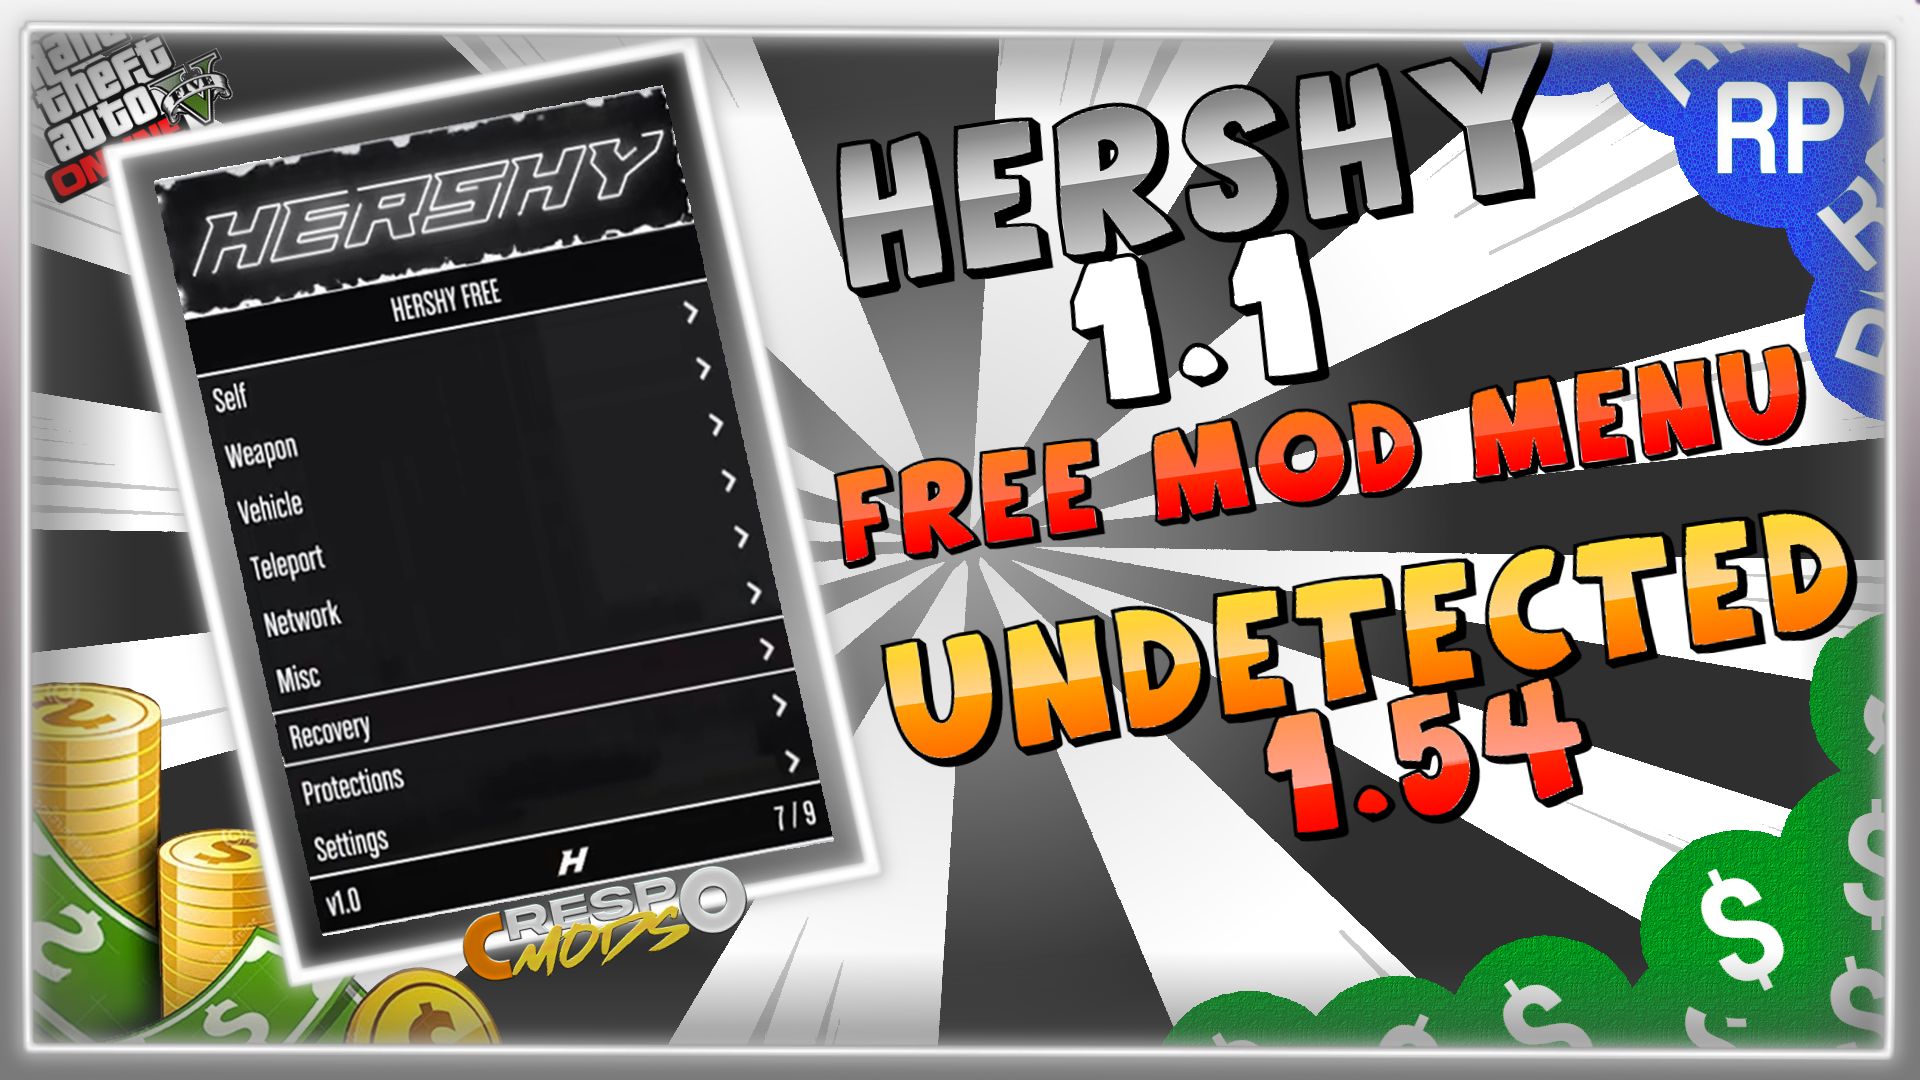 grand
theft
auto
FIVE
ONLINE
HERSHY
HERSHY FREE
Self
Weapon
Vehicle
Teleport
Network
Misc
Recovery
Protections
Settings
v1.0
H
7 / 9
CRESPO
MODS
HERSHY
1.1
FREE MOD MENU
UNDETECTED
1.54
RP